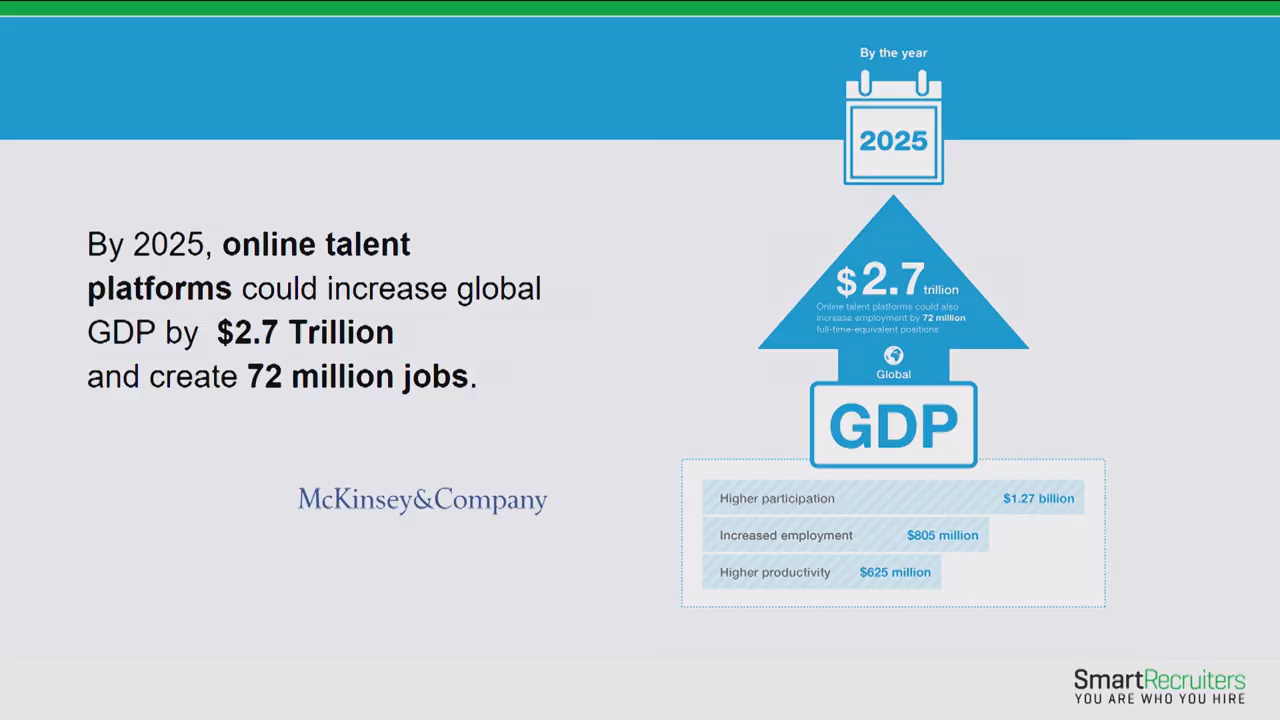 By 2025, online talent
platforms could increase global
GDP by $2.7 Trillion
and create 72 million jobs.
McKinsey&Company
By the year
2025
$2.7 trillion
Online talent platforms could also
increase employment by 72 million
full-time-equivalent positions
Global
GDP
Higher participation $1.27 billion
Increased employment $805 million
Higher productivity $625 million
SmartRecruiters
YOU ARE WHO YOU HIRE